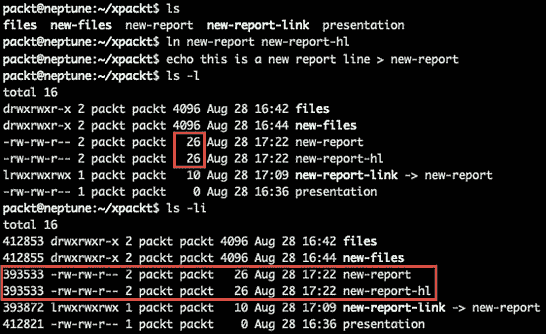 packt@neptune:~/xpackt$ ls
files new-files new-report new-report-link presentation
packt@neptune:~/xpackt$ ln new-report new-report-hl
packt@neptune:~/xpackt$ echo this is a new report line > new-report
packt@neptune:~/xpackt$ ls -l
total 16
drwxrwxr-x 2 packt packt 4096 Aug 28 16:42 files
drwxrwxr-x 2 packt packt 4096 Aug 28 16:44 new-files
-rw-rw-r-- 2 packt packt 26 Aug 28 17:22 new-report
-rw-rw-r-- 2 packt packt 26 Aug 28 17:22 new-report-hl
lrwxrwxrwx 1 packt packt 10 Aug 28 17:09 new-report-link -> new-report
-rw-rw-r-- 1 packt packt 0 Aug 28 16:36 presentation
packt@neptune:~/xpackt$ ls -li
total 16
412853 drwxrwxr-x 2 packt packt 4096 Aug 28 16:42 files
412855 drwxrwxr-x 2 packt packt 4096 Aug 28 16:44 new-files
393533 -rw-rw-r-- 2 packt packt 26 Aug 28 17:22 new-report
393533 -rw-rw-r-- 2 packt packt 26 Aug 28 17:22 new-report-hl
393872 lrwxrwxrwx 1 packt packt 10 Aug 28 17:09 new-report-link -> new-report
412821 -rw-rw-r-- 1 packt packt 0 Aug 28 16:36 presentation